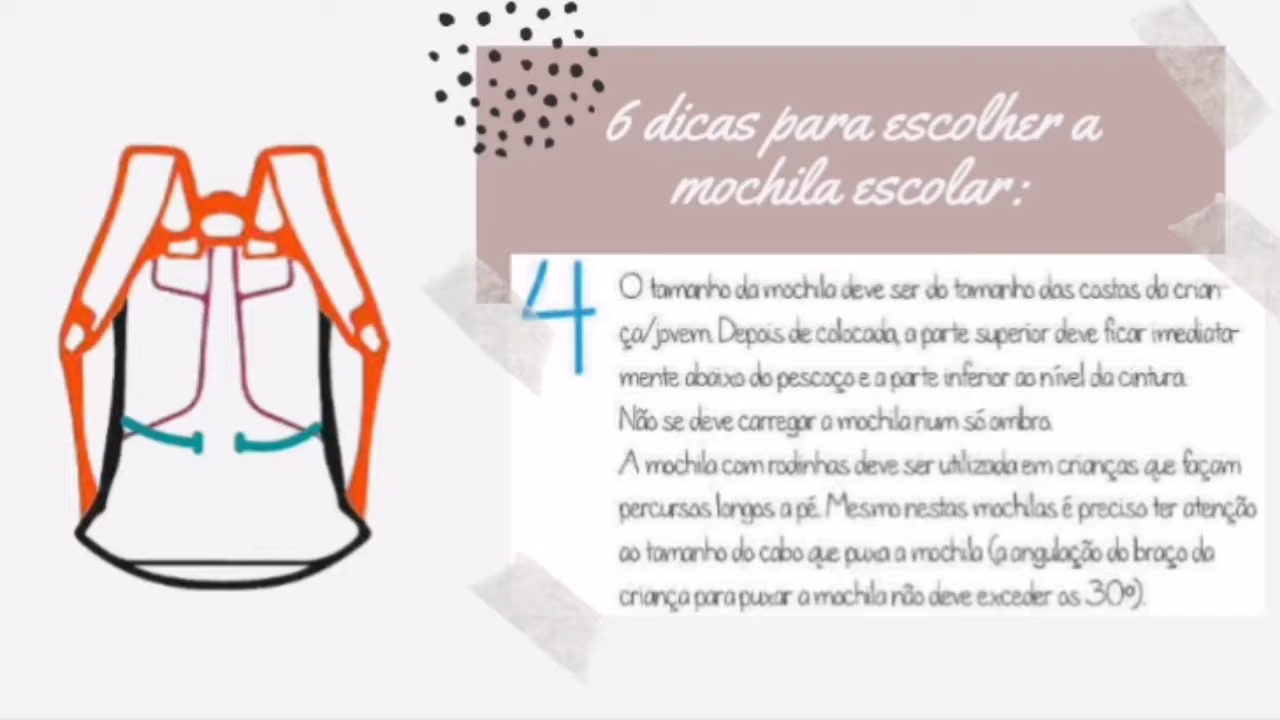 6 dicas para escolher a
mochila escolar:
4
O tamanho da mochila deve ser do tamanho das costas da crian-
ça/jovem. Depois de colocada, a parte superior deve ficar imediata-
mente abaixo do pescoço e a parte inferior ao nível da cintura.
Não se deve carregar a mochila num só ombro.
A mochila com rodinhas deve ser utilizada em crianças que façam
percursos longos a pé. Mesmo nestas mochilas é preciso ter atenção
ao tamanho do cabo que puxa a mochila (a angulação do braço da
criança para puxar a mochila não deve exceder os 30º).